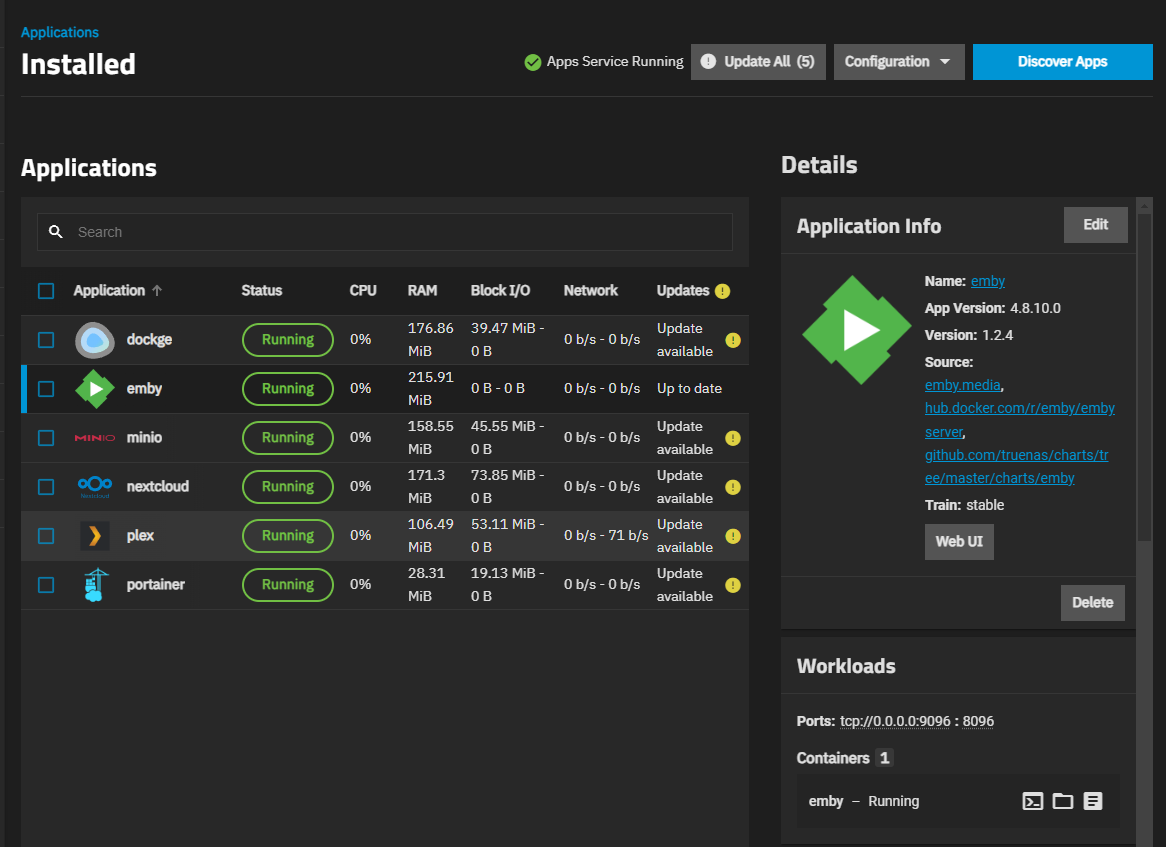 Applications
Installed
Apps Service Running
Update All (5)
Configuration
Discover Apps
Applications
Search
Application Status CPU RAM Block I/O Network Updates
dockge Running 0% 176.86 MiB 39.47 MiB - 0 B 0 b/s - 0 b/s Update available
emby Running 0% 215.91 MiB 0 B - 0 B 0 b/s - 0 b/s Up to date
MINIO minio Running 0% 158.55 MiB 45.55 MiB - 0 B 0 b/s - 0 b/s Update available
Nextcloud nextcloud Running 0% 171.3 MiB 73.85 MiB - 0 B 0 b/s - 0 b/s Update available
plex Running 0% 106.49 MiB 53.11 MiB - 0 B 0 b/s - 71 b/s Update available
portainer Running 0% 28.31 MiB 19.13 MiB - 0 B 0 b/s - 0 b/s Update available
Details
Application Info
Edit
Name: emby
App Version: 4.8.10.0
Version: 1.2.4
Source:
emby.media,
hub.docker.com/r/emby/emby
server,
github.com/truenas/charts/tr
ee/master/charts/emby
Train: stable
Web UI
Delete
Workloads
Ports: tcp://0.0.0.0:9096 : 8096
Containers 1
emby – Running